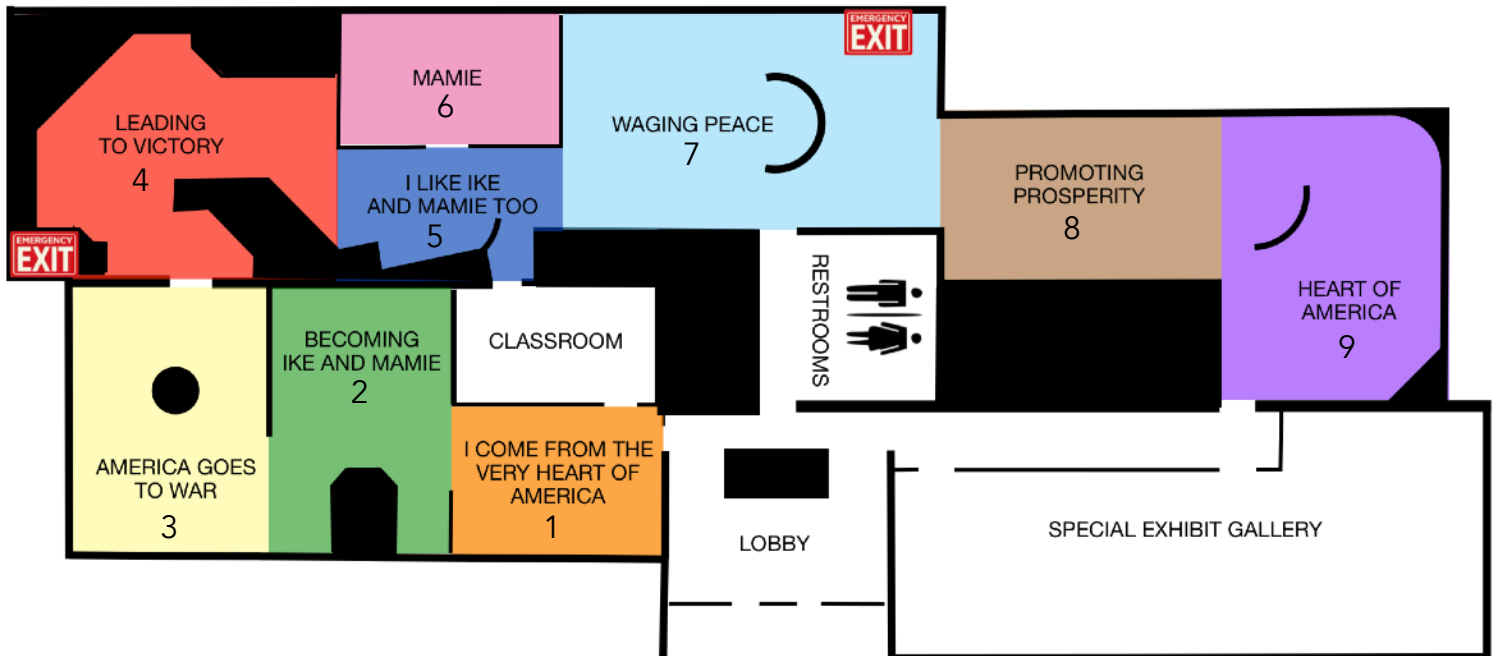 LEADING
TO VICTORY
4
EMERGENCY
EXIT
MAMIE
6
I LIKE IKE
AND MAMIE TOO
5
WAGING PEACE
7
EMERGENCY
EXIT
PROMOTING
PROSPERITY
8
HEART OF
AMERICA
9
RESTROOMS
CLASSROOM
BECOMING
IKE AND MAMIE
2
AMERICA GOES
TO WAR
3
I COME FROM THE
VERY HEART OF
AMERICA
1
LOBBY
SPECIAL EXHIBIT GALLERY